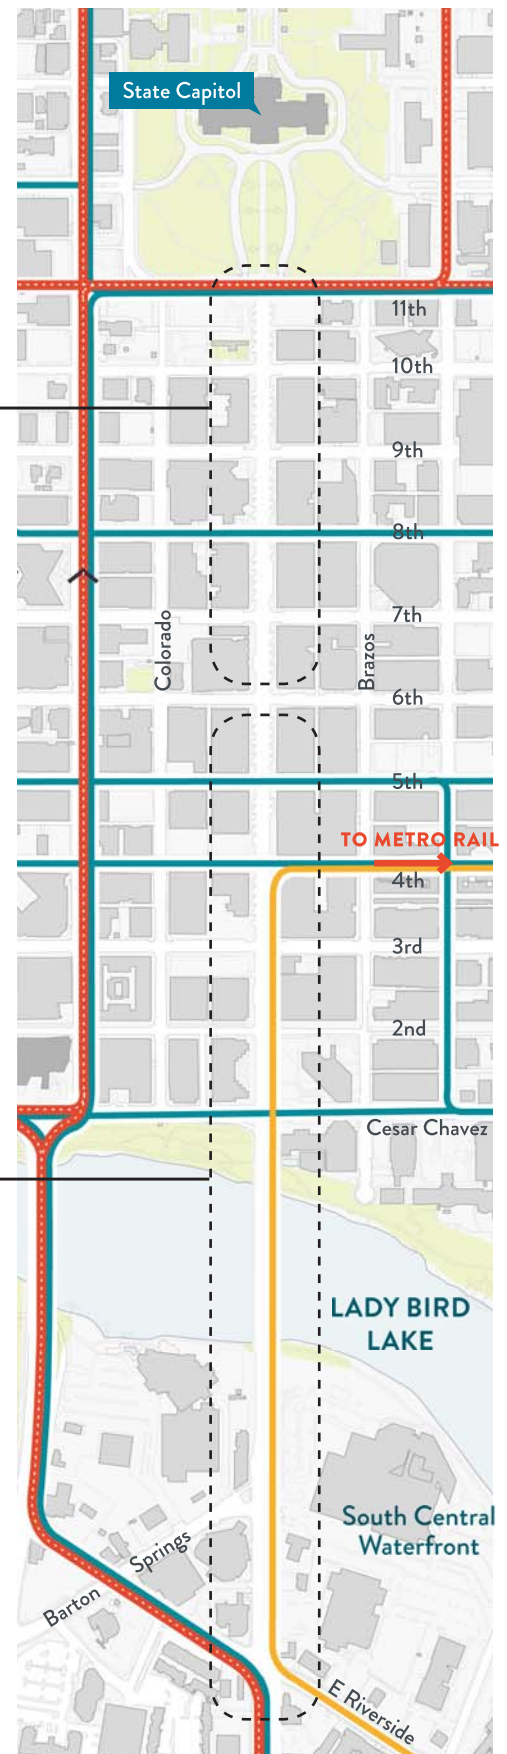 State Capitol
11th
10th
9th
8th
7th
Colorado
Brazos
6th
5th
TO METRO RAIL
4th
3rd
2nd
Cesar Chavez
LADY BIRD
LAKE
South Central
Waterfront
Barton Springs
E Riverside